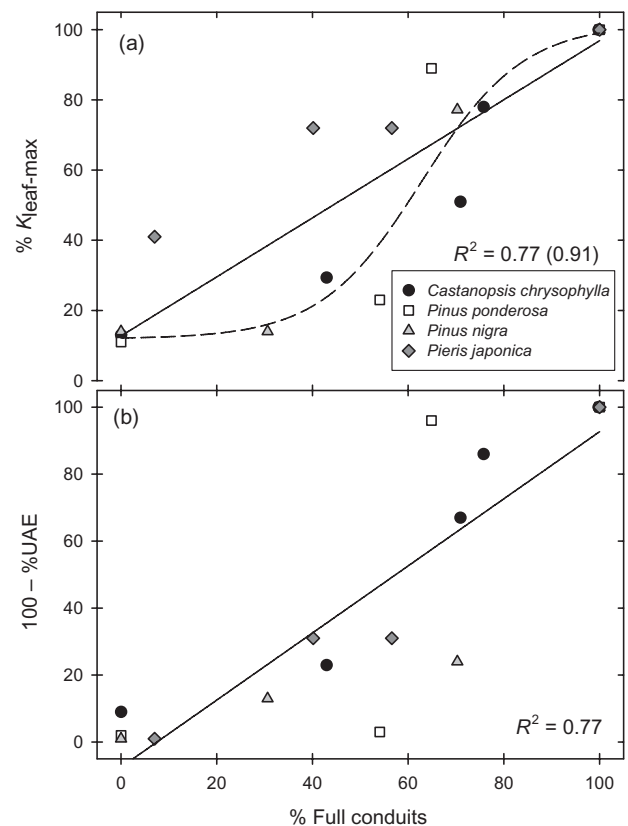 (a)
100
80
60
40
20
0
% Kleaf-max
R2 = 0.77 (0.91)
Castanopsis chrysophylla
Pinus ponderosa
Pinus nigra
Pieris japonica
(b)
100
80
60
40
20
0
100 – %UAE
R2 = 0.77
0 20 40 60 80 100
% Full conduits